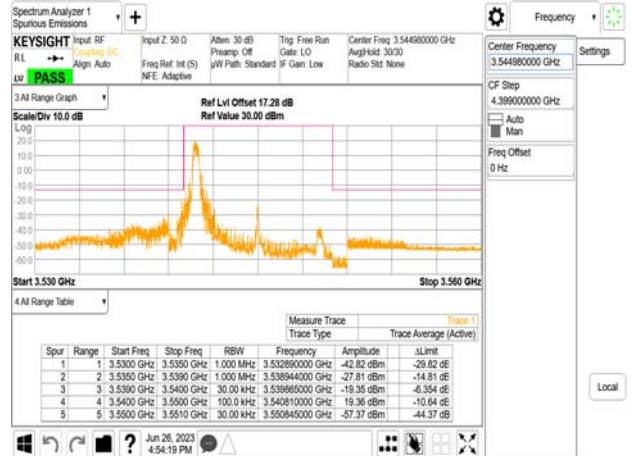 Spectrum Analyzer 1
Spurious Emissions
Frequency
KEYSIGHT
Input: RF
Coupling: DC
Align: Auto
Input Z: 50 Ω
Freq Ref: Int (S)
NFE: Adaptive
Atten: 30 dB
Preamp: Off
µW Path: Standard
Trig: Free Run
Gate: LO
IF Gain: Low
Center Freq: 3.544980000 GHz
Avg|Hold: 30/30
Radio Std: None
RL
LW PASS
Center Frequency
3.544980000 GHz
Settings
CF Step
4.399000000 GHz
Auto
Man
Freq Offset
0 Hz
3 All Range Graph
Ref Lvl Offset 17.28 dB
Scale/Div 10.0 dB
Ref Value 30.00 dBm
Log
20.0
10.0
0.00
-10.0
-20.0
-30.0
-40.0
-50.0
-60.0
Start 3.530 GHz
Stop 3.560 GHz
4 All Range Table
Measure Trace Trace 1
Trace Type Trace Average (Active)
Spur Range Start Freq Stop Freq RBW Frequency Amplitude ΔLimit
1 1 3.5300 GHz 3.5350 GHz 1.000 MHz 3.532890000 GHz -42.82 dBm -29.82 dE
2 2 3.5350 GHz 3.5390 GHz 1.000 MHz 3.538944000 GHz -27.81 dBm -14.81 dE
3 3 3.5390 GHz 3.5400 GHz 30.00 kHz 3.539865000 GHz -19.35 dBm -6.354 dE
4 4 3.5400 GHz 3.5500 GHz 100.0 kHz 3.540810000 GHz 19.36 dBm -10.64 dE
5 5 3.5500 GHz 3.5510 GHz 30.00 kHz 3.550845000 GHz -57.37 dBm -44.37 dB
Local
Jun 26, 2023
4:54:19 PM